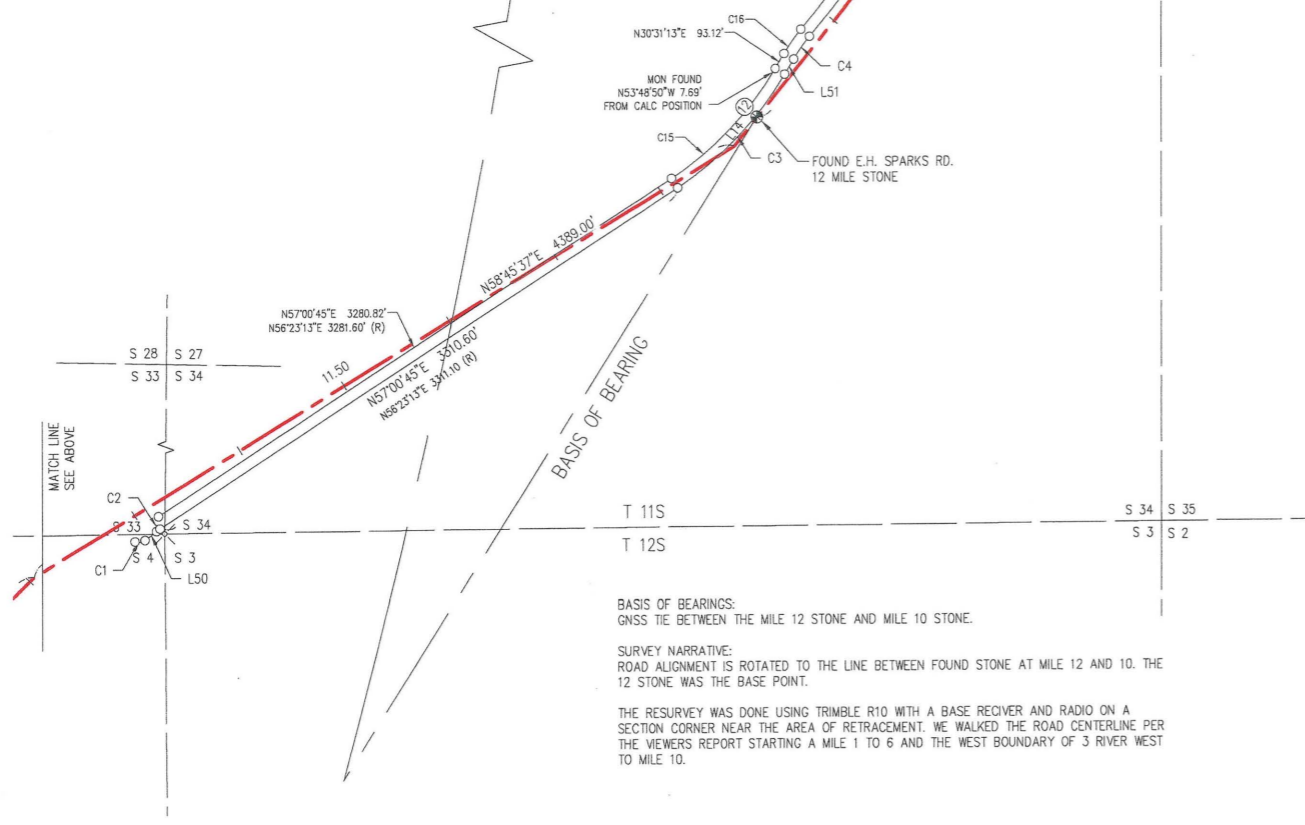 C16
N30°31'13"E 93.12'
C4
MON FOUND
N53°48'50"W 7.69'
FROM CALC POSITION
L51
12
L14
C15
C3
FOUND E.H. SPARKS RD.
12 MILE STONE
N58°45'37"E 4389.00'
N57°00'45"E 3280.82'
N56°23'13"E 3281.60' (R)
11.50
N57°00'45"E 3310.60'
N56°23'13"E 3311.10 (R)
BASIS OF BEARING
S 28 S 27
S 33 S 34
MATCH LINE
SEE ABOVE
C2
S 33 S 34
S 4 S 3
C1
L50
T 11S
T 12S
S 34 S 35
S 3 S 2
BASIS OF BEARINGS:
GNSS TIE BETWEEN THE MILE 12 STONE AND MILE 10 STONE.
SURVEY NARRATIVE:
ROAD ALIGNMENT IS ROTATED TO THE LINE BETWEEN FOUND STONE AT MILE 12 AND 10. THE
12 STONE WAS THE BASE POINT.
THE RESURVEY WAS DONE USING TRIMBLE R10 WITH A BASE RECIVER AND RADIO ON A
SECTION CORNER NEAR THE AREA OF RETRACEMENT. WE WALKED THE ROAD CENTERLINE PER
THE VIEWERS REPORT STARTING A MILE 1 TO 6 AND THE WEST BOUNDARY OF 3 RIVER WEST
TO MILE 10.